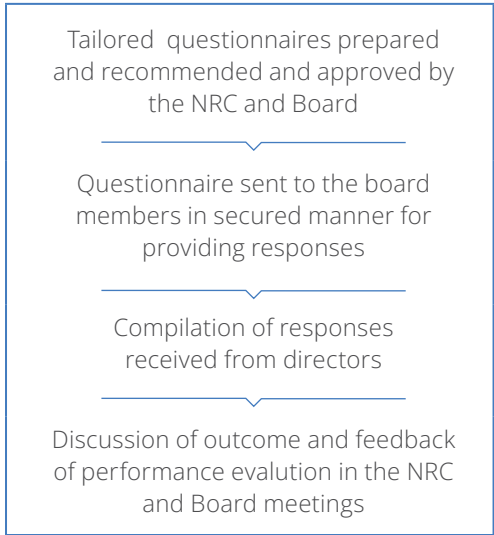 Tailored questionnaires prepared
and recommended and approved by
the NRC and Board
Questionnaire sent to the board
members in secured manner for
providing responses
Compilation of responses
received from directors
Discussion of outcome and feedback
of performance evalution in the NRC
and Board meetings